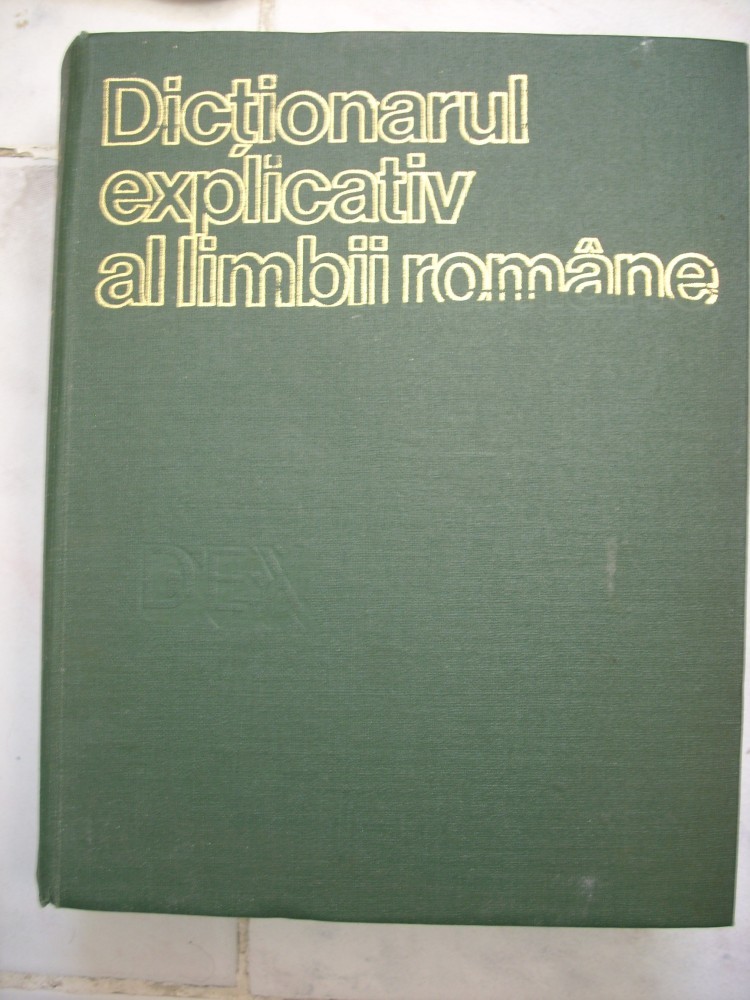 Dicționarul
explicativ
al limbii române
DEX